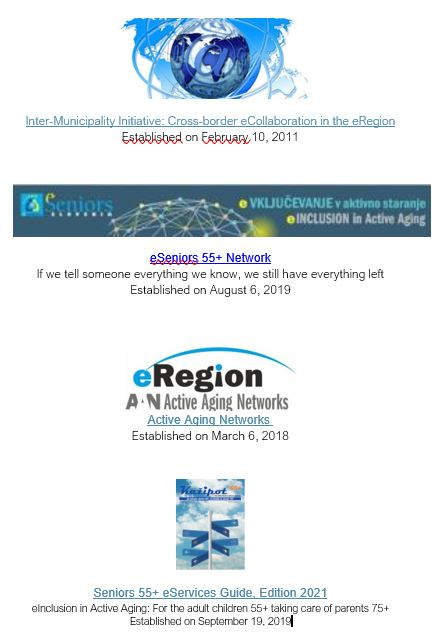 @
Inter-Municipality Initiative: Cross-border eCollaboration in the eRegion
Established on February 10, 2011
eSeniors
SLOVENIA
e VKLJUČEVANJE v aktivno staranje
e INCLUSION in Active Aging
eSeniors 55+ Network
If we tell someone everything we know, we still have everything left
Established on August 6, 2019
eRegion
A·N Active Aging Networks
Active Aging Networks
Established on March 6, 2018
Kažipot
Seniors 55+ eServices Guide, Edition 2021
eInclusion in Active Aging: For the adult children 55+ taking care of parents 75+
Established on September 19, 2019